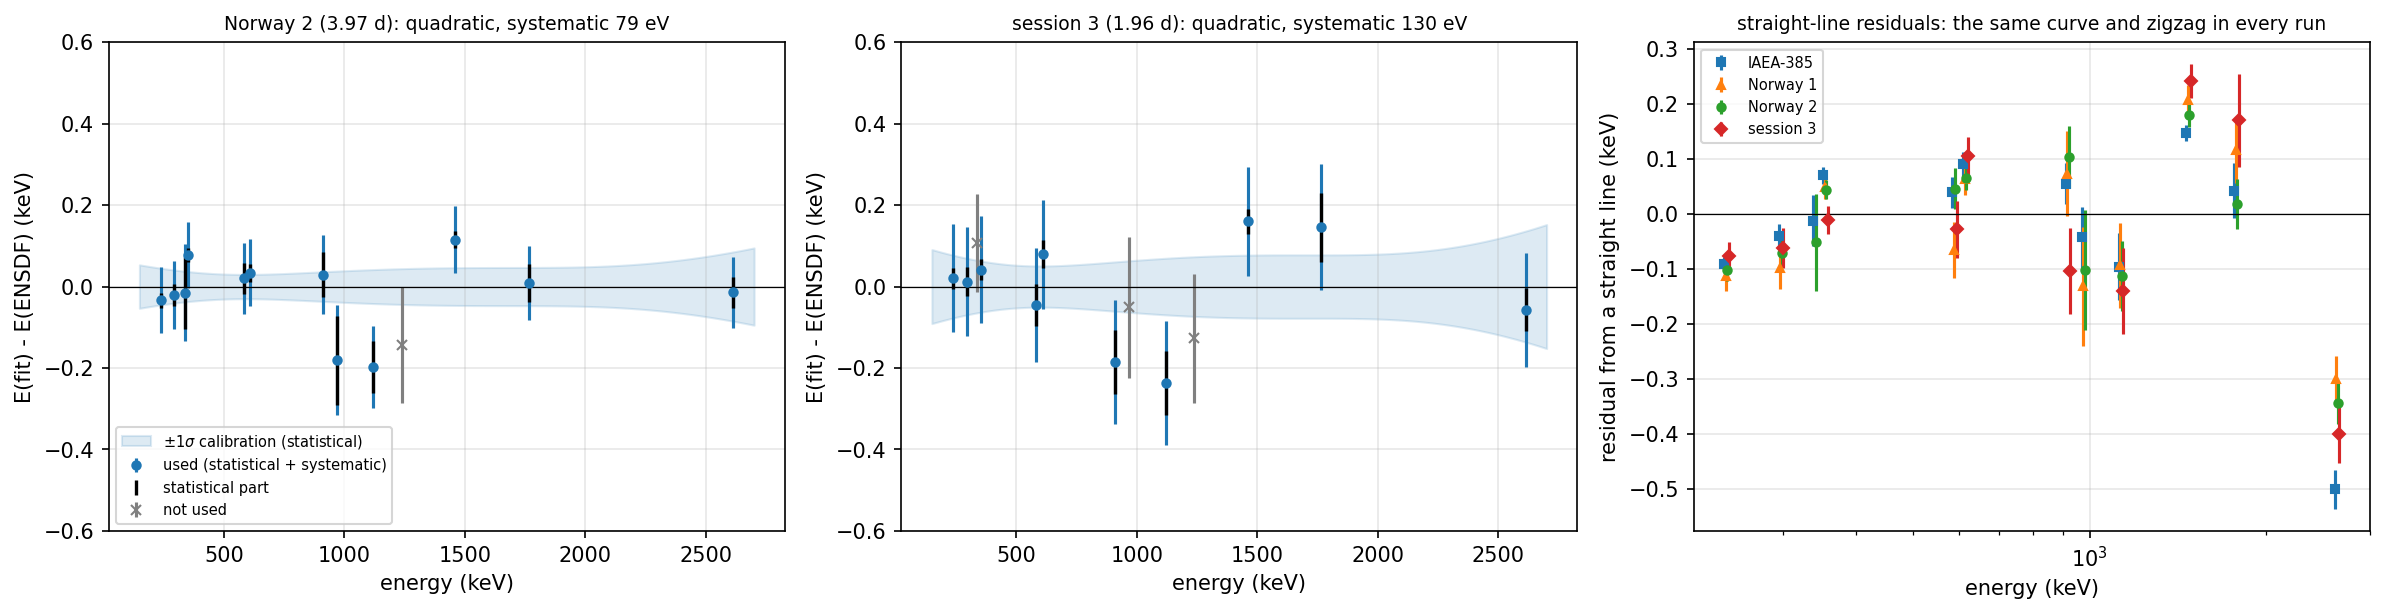 Norway 2 (3.97 d): quadratic, systematic 79 eV
E(fit) - E(ENSDF) (keV)
0.6
0.4
0.2
0.0
−0.2
−0.4
−0.6
±1σ calibration (statistical)
used (statistical + systematic)
statistical part
not used
500 1000 1500 2000 2500
energy (keV)
session 3 (1.96 d): quadratic, systematic 130 eV
E(fit) - E(ENSDF) (keV)
0.6
0.4
0.2
0.0
−0.2
−0.4
−0.6
500 1000 1500 2000 2500
energy (keV)
straight-line residuals: the same curve and zigzag in every run
residual from a straight line (keV)
0.3
0.2
0.1
0.0
−0.1
−0.2
−0.3
−0.4
−0.5
IAEA-385
Norway 1
Norway 2
session 3
10³
energy (keV)